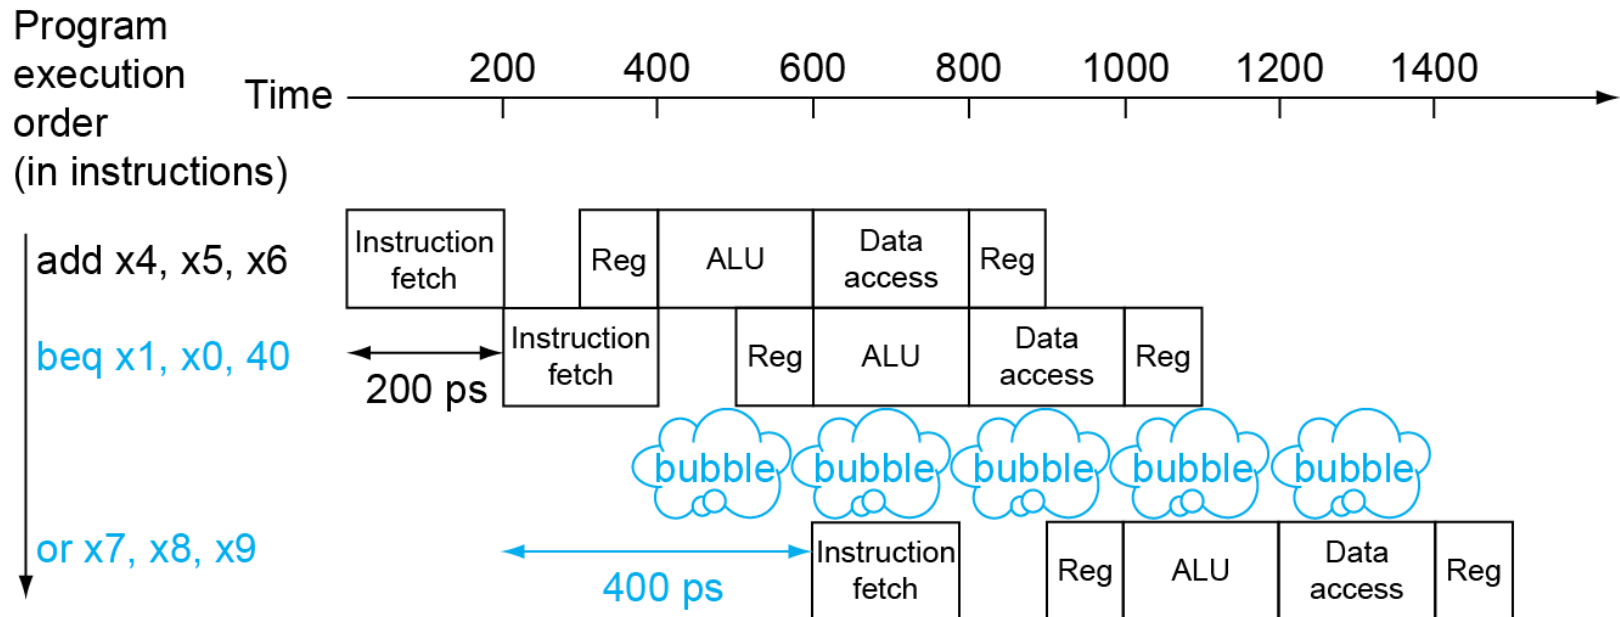 Program
execution
order
(in instructions)
Time
200 400 600 800 1000 1200 1400
add x4, x5, x6
Instruction
fetch
Reg
ALU
Data
access
Reg
beq x1, x0, 40
200 ps
Instruction
fetch
Reg
ALU
Data
access
Reg
bubble bubble bubble bubble bubble
or x7, x8, x9
400 ps
Instruction
fetch
Reg
ALU
Data
access
Reg